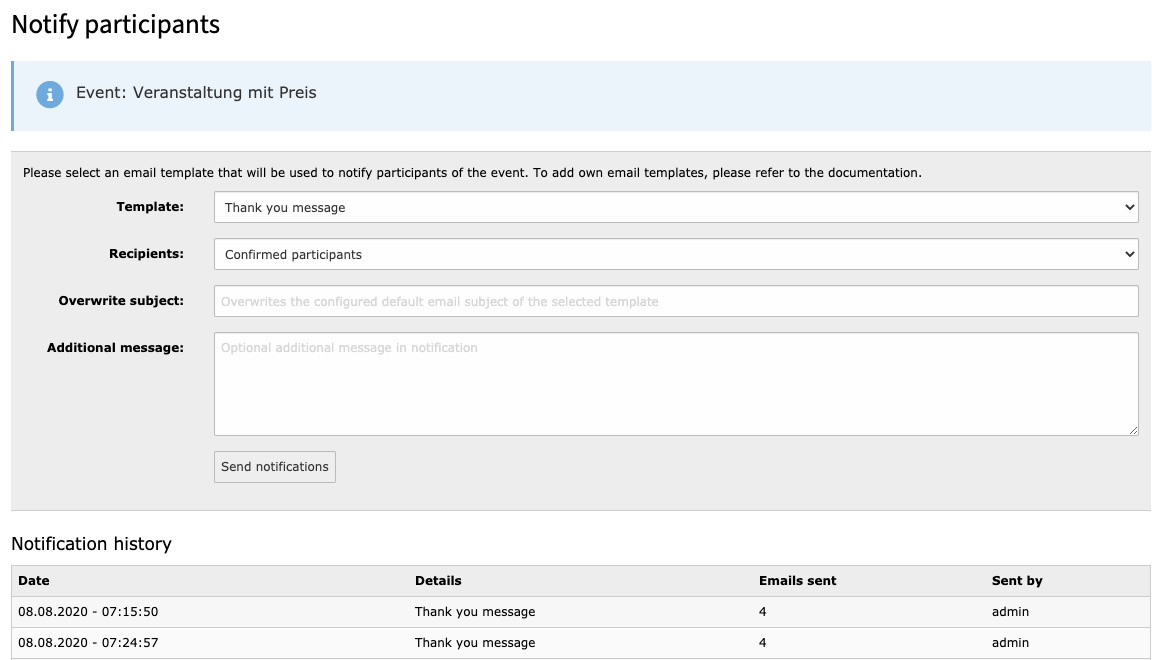 Notify participants
Event: Veranstaltung mit Preis
Please select an email template that will be used to notify participants of the event. To add own email templates, please refer to the documentation.
Template: Thank you message
Recipients: Confirmed participants
Overwrite subject: Overwrites the configured default email subject of the selected template
Additional message: Optional additional message in notification
Send notifications
Notification history
Date Details Emails sent Sent by
08.08.2020 - 07:15:50 Thank you message 4 admin
08.08.2020 - 07:24:57 Thank you message 4 admin